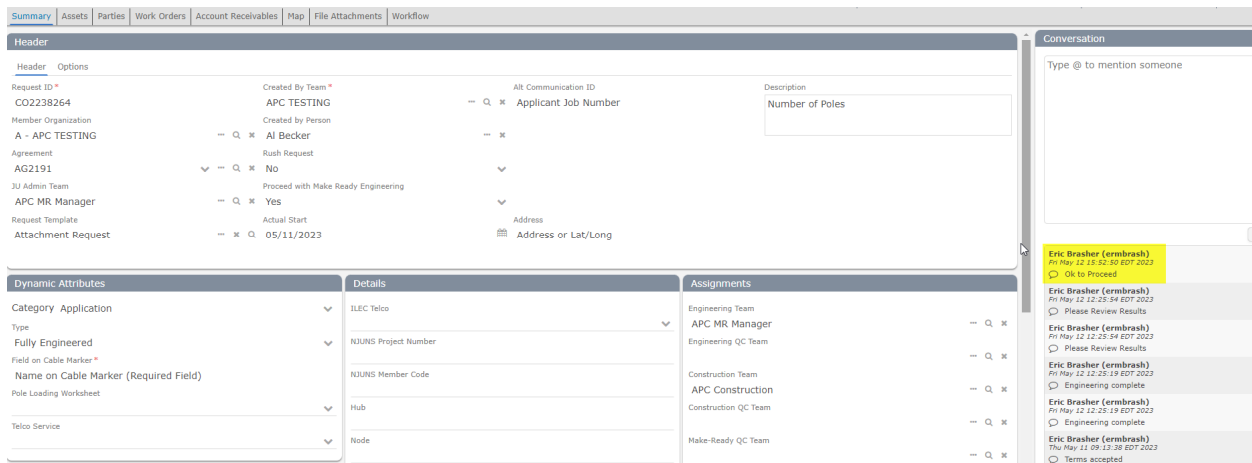 Summary Assets Parties Work Orders Account Receivables Map File Attachments Workflow
Header
Header Options
Request ID *
CO2238264
Member Organization
A - APC TESTING
Agreement
AG2191
JU Admin Team
APC MR Manager
Request Template
Attachment Request
Created By Team *
APC TESTING
Created by Person
Al Becker
Rush Request
No
Proceed with Make Ready Engineering
Yes
Actual Start
05/11/2023
Alt Communication ID
Applicant Job Number
Address
Address or Lat/Long
Description
Number of Poles
Dynamic Attributes
Category Application
Type
Fully Engineered
Field on Cable Marker *
Name on Cable Marker (Required Field)
Pole Loading Worksheet
Telco Service
Details
ILEC Telco
NJUNS Project Number
NJUNS Member Code
Hub
Node
Assignments
Engineering Team
APC MR Manager
Engineering QC Team
Construction Team
APC Construction
Construction QC Team
Make-Ready QC Team
Conversation
Type @ to mention someone
Eric Brasher (ermbrash)
Fri May 12 15:52:50 EDT 2023
Ok to Proceed
Eric Brasher (ermbrash)
Fri May 12 12:25:54 EDT 2023
Please Review Results
Eric Brasher (ermbrash)
Fri May 12 12:25:54 EDT 2023
Please Review Results
Eric Brasher (ermbrash)
Fri May 12 12:25:19 EDT 2023
Engineering complete
Eric Brasher (ermbrash)
Fri May 12 12:25:19 EDT 2023
Engineering complete
Eric Brasher (ermbrash)
Thu May 11 09:13:38 EDT 2023
Terms accepted